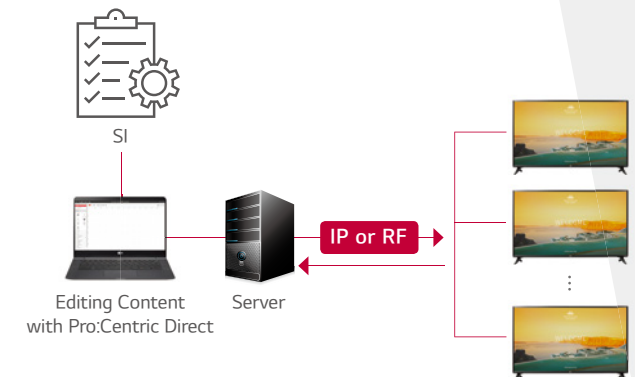 SI
IP or RF
Editing Content
with Pro:Centric Direct
Server